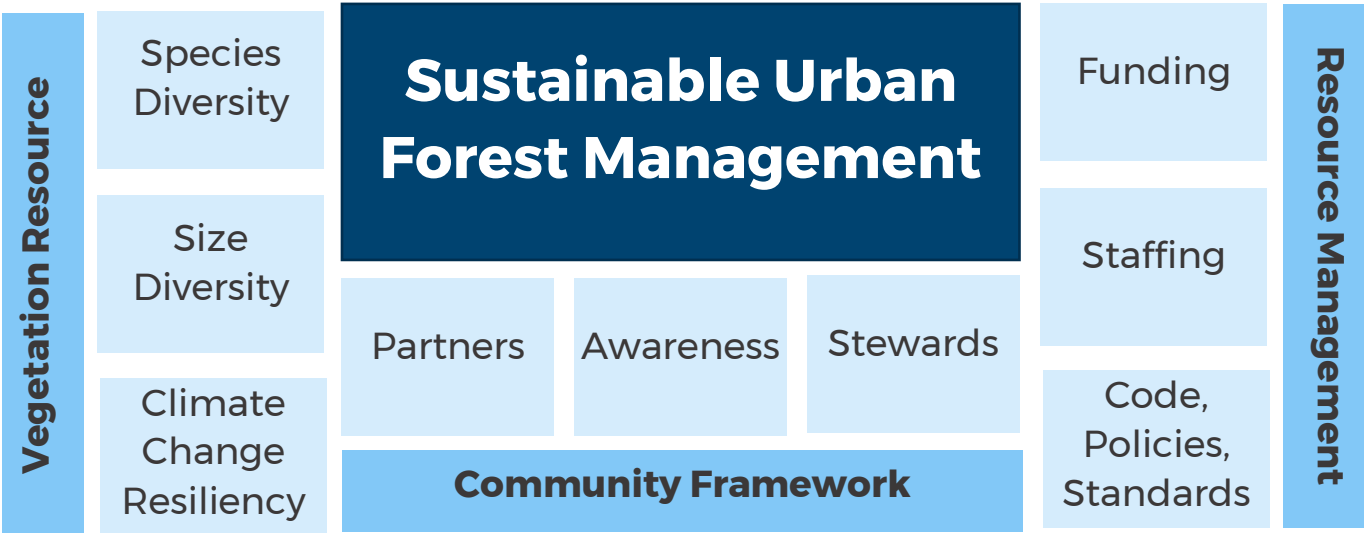 Vegetation Resource
Species
Diversity
Size
Diversity
Climate
Change
Resiliency
Sustainable Urban
Forest Management
Partners
Awareness
Stewards
Community Framework
Funding
Staffing
Code,
Policies,
Standards
Resource Management